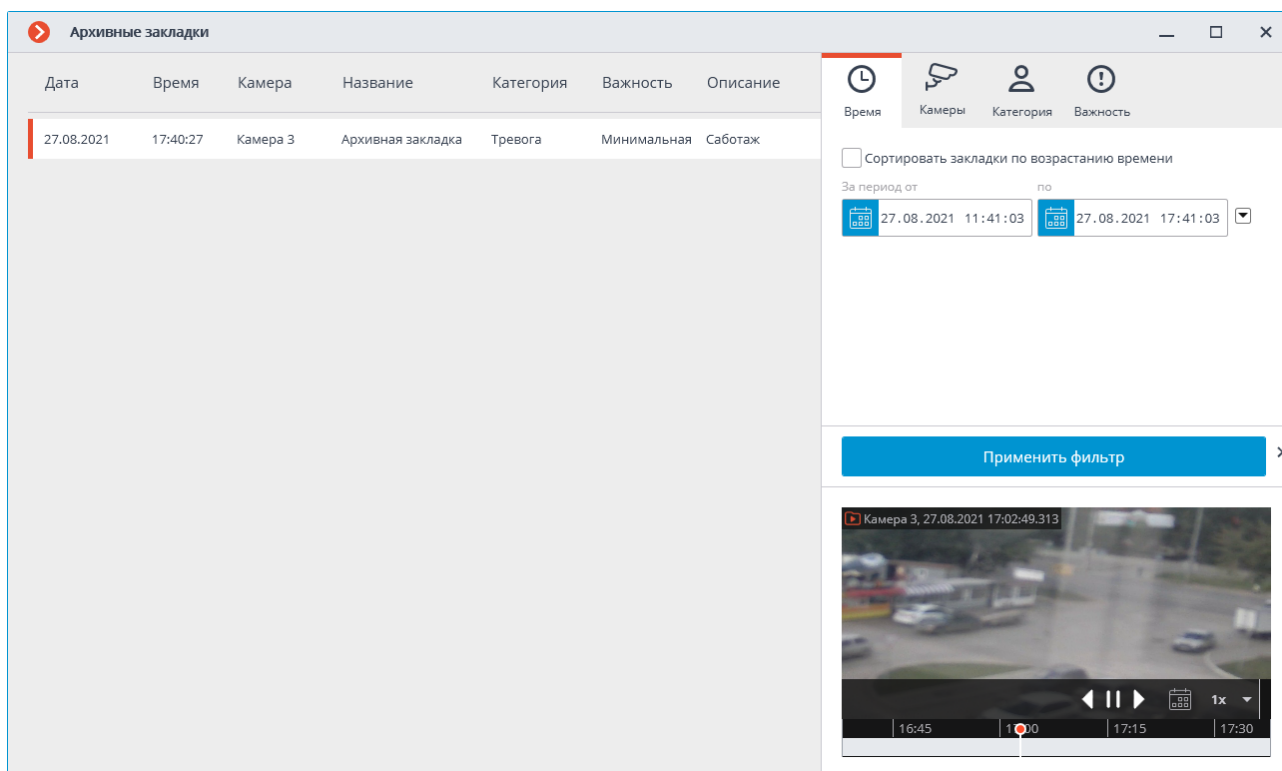 Архивные закладки
Дата Время Камера Название Категория Важность Описание
27.08.2021 17:40:27 Камера 3 Архивная закладка Тревога Минимальная Саботаж
Время Камеры Категория Важность
Сортировать закладки по возрастанию времени
За период от по
27.08.2021 11:41:03 27.08.2021 17:41:03
Применить фильтр
Камера 3, 27.08.2021 17:02:49.313
1x
16:45 17:00 17:15 17:30